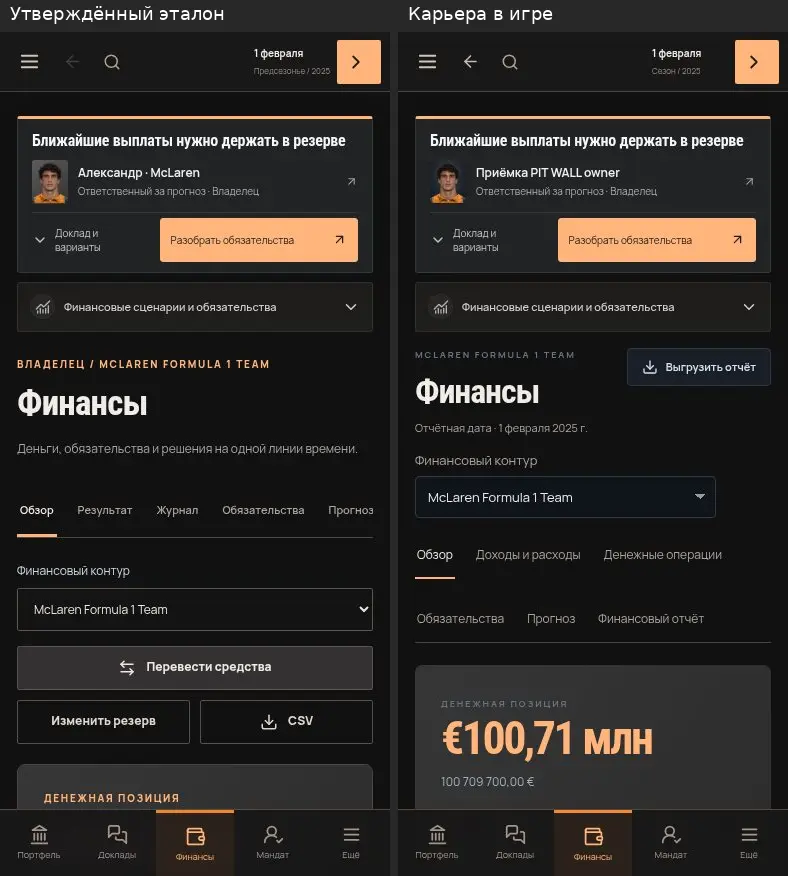 Утверждённый эталон
1 февраля
Предсезонье / 2025
Ближайшие выплаты нужно держать в резерве
Александр · McLaren
Ответственный за прогноз · Владелец
Доклад и
варианты
Разобрать обязательства
Финансовые сценарии и обязательства
ВЛАДЕЛЕЦ / MCLAREN FORMULA 1 TEAM
Финансы
Деньги, обязательства и решения на одной линии времени.
Обзор Результат Журнал Обязательства Прогноз
Финансовый контур
McLaren Formula 1 Team
Перевести средства
Изменить резерв CSV
ДЕНЕЖНАЯ ПОЗИЦИЯ
Портфель Доклады Финансы Мандат Ещё
Карьера в игре
1 февраля
Сезон / 2025
Ближайшие выплаты нужно держать в резерве
Приёмка PIT WALL owner
Ответственный за прогноз · Владелец
Доклад и
варианты
Разобрать обязательства
Финансовые сценарии и обязательства
MCLAREN FORMULA 1 TEAM
Выгрузить отчёт
Финансы
Отчётная дата · 1 февраля 2025 г.
Финансовый контур
McLaren Formula 1 Team
Обзор Доходы и расходы Денежные операции
Обязательства Прогноз Финансовый отчёт
ДЕНЕЖНАЯ ПОЗИЦИЯ
€100,71 млн
100 709 700,00 €
Портфель Доклады Финансы Мандат Ещё